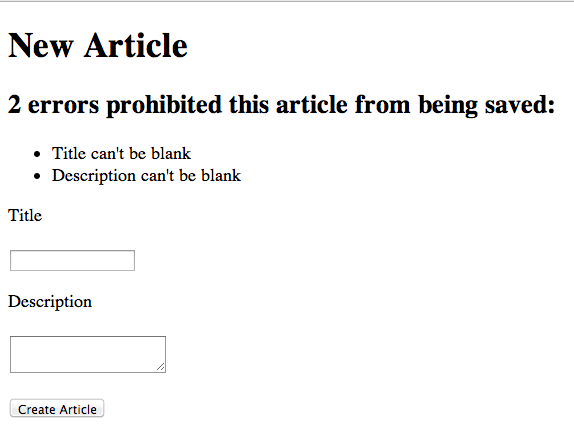 New Article
2 errors prohibited this article from being saved:
Title can't be blank
Description can't be blank
Title
Description
Create Article